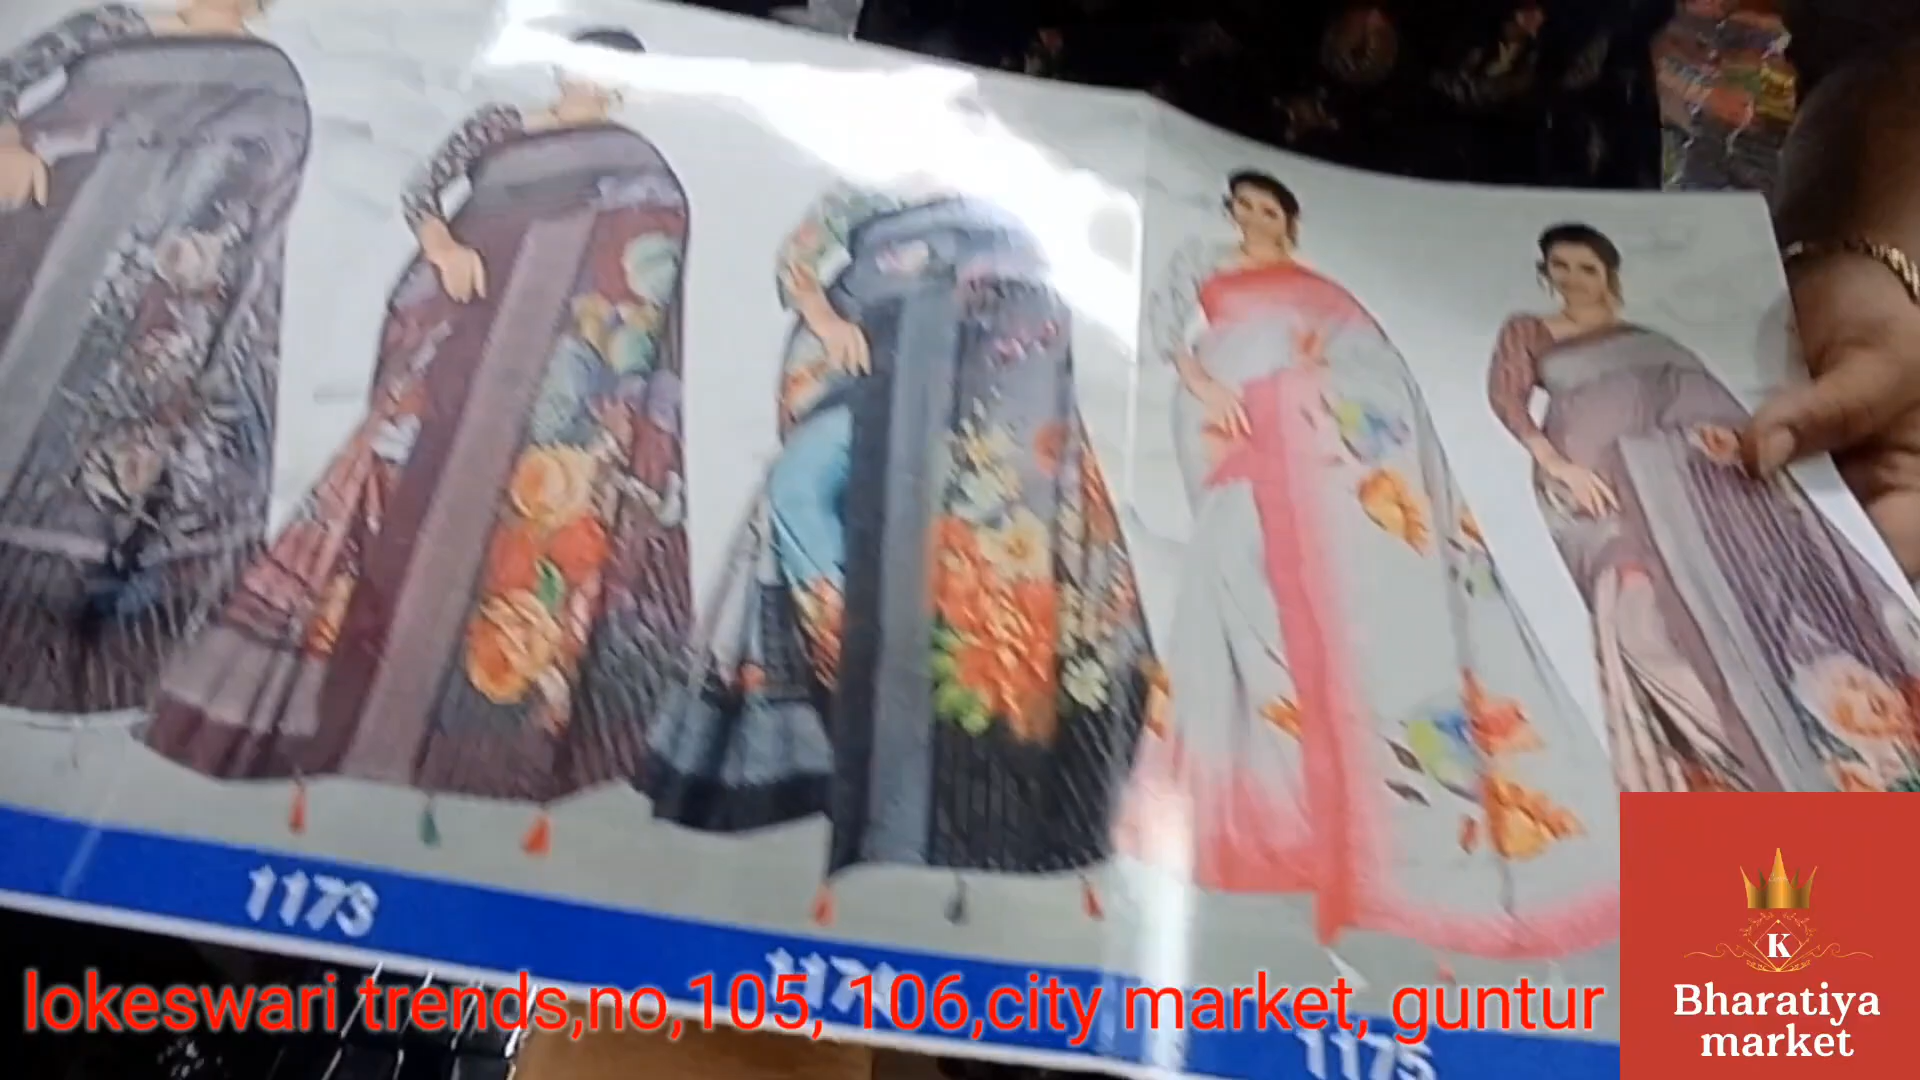 1173
1175
lokeswari trends,no,105, 106,city market, guntur
K
Bharatiya
market